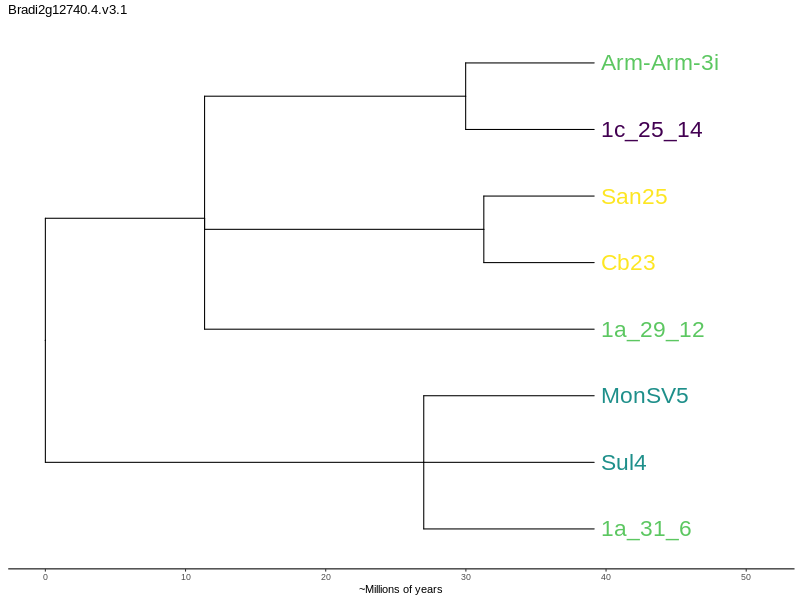 Bradi2g12740.4.v3.1
Arm-Arm-3i
1c_25_14
San25
Cb23
1a_29_12
MonSV5
Sul4
1a_31_6
0 10 20 30 40 50
~Millions of years